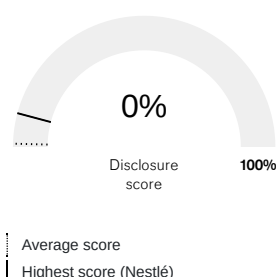 0%
Disclosure
score
100%
Average score
Highest score (Nestlé)